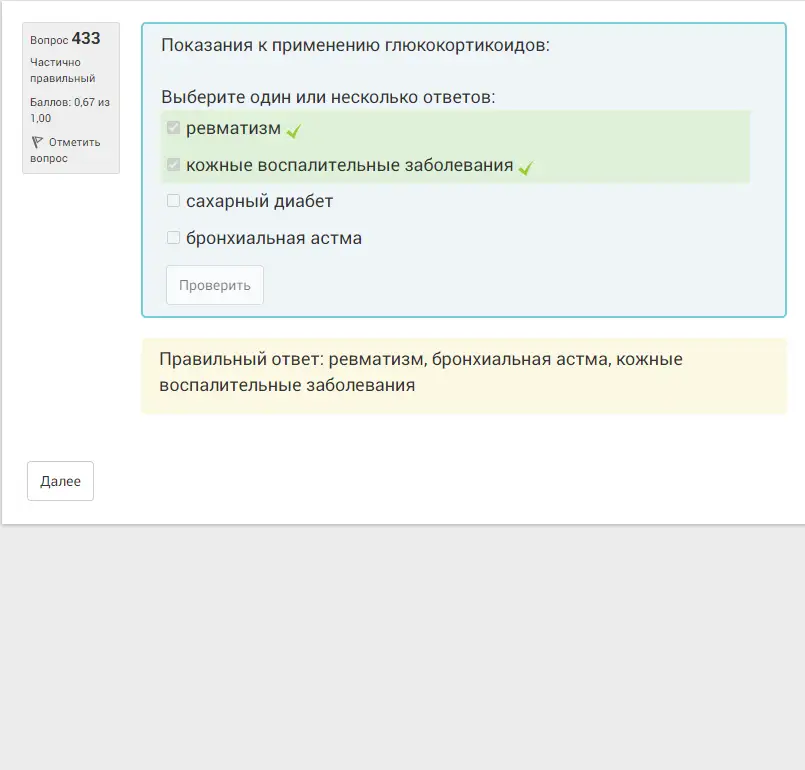 Вопрос 433
Частично
правильный
Баллов: 0,67 из
1,00
Отметить
вопрос
Показания к применению глюкокортикоидов:
Выберите один или несколько ответов:
ревматизм
кожные воспалительные заболевания
сахарный диабет
бронхиальная астма
Проверить
Правильный ответ: ревматизм, бронхиальная астма, кожные
воспалительные заболевания
Далее